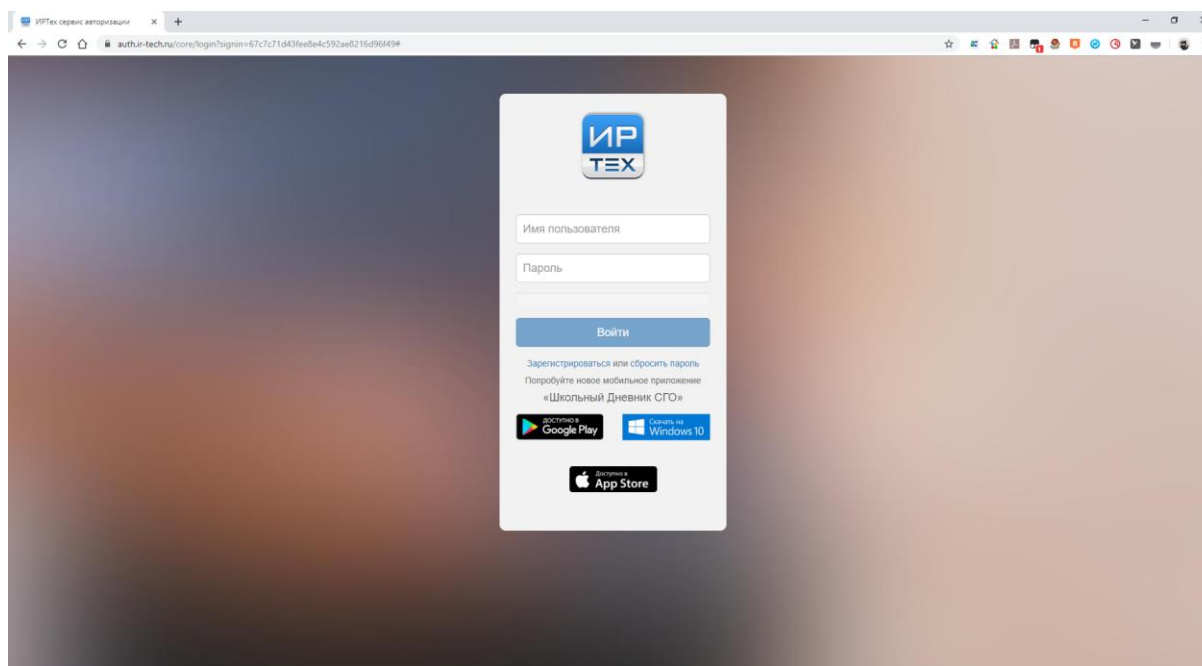 ИРТех сервис авторизации
auth.ir-tech.ru/core/login?signin=67c7c71d43fee8e4c592ae8216d96f49#
ИР
ТЕХ
Имя пользователя
Пароль
Войти
Зарегистрироваться или сбросить пароль
Попробуйте новое мобильное приложение
«Школьный Дневник СГО»
ДОСТУПНО В
Google Play
Скачать на
Windows 10
Доступно в
App Store